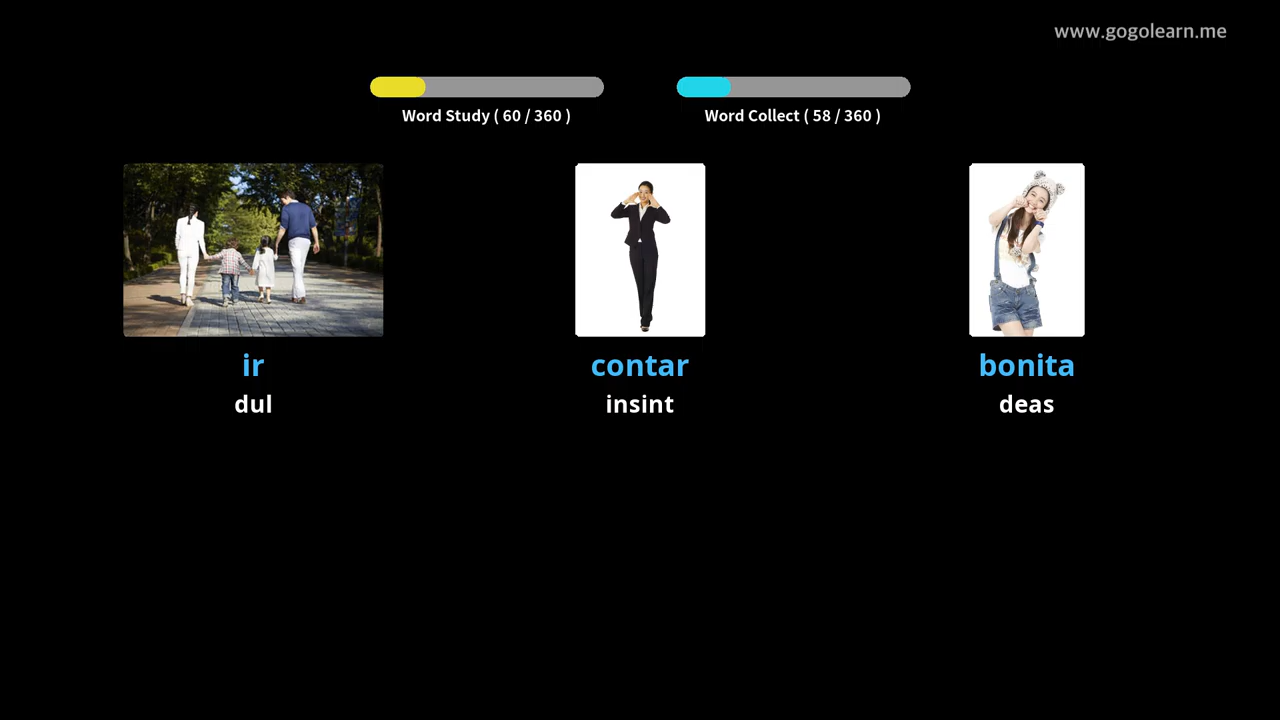 www.gogolearn.me
Word Study ( 60 / 360 )
Word Collect ( 58 / 360 )
ir
contar
bonita
dul
insint
deas